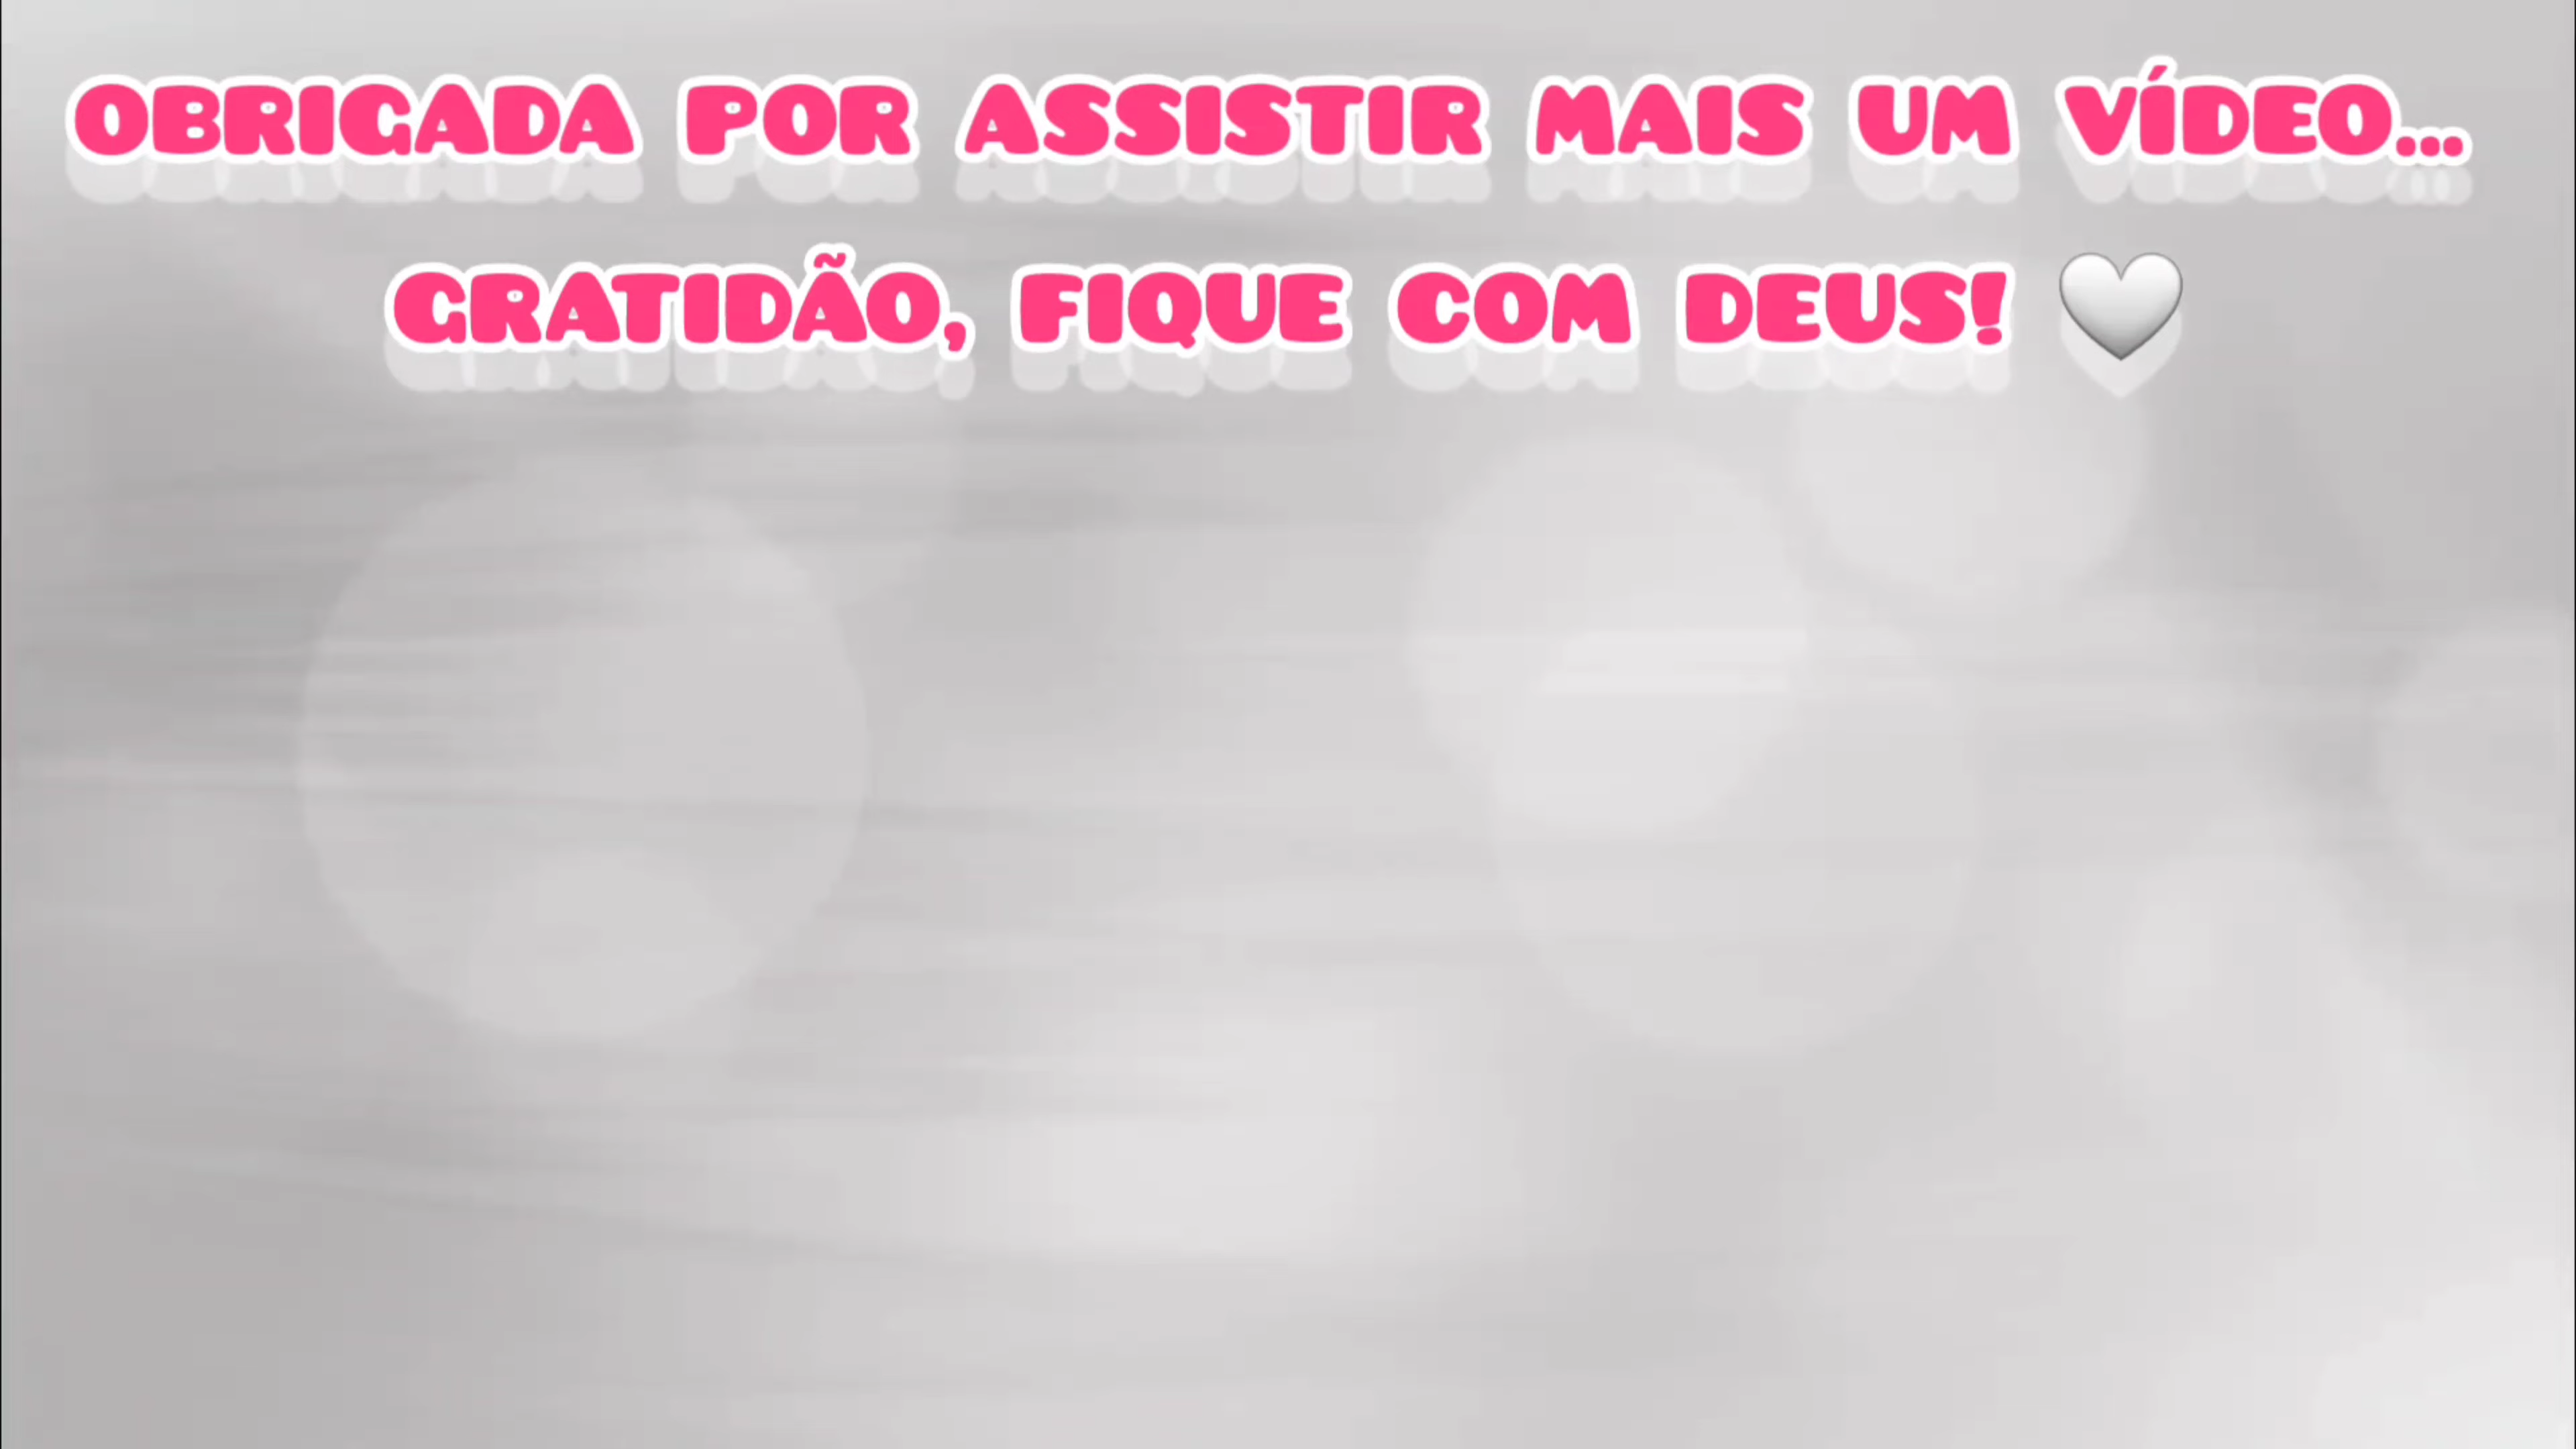 OBRIGADA POR ASSISTIR MAIS UM VÍDEO...
GRATIDÃO, FIQUE COM DEUS! 🤍